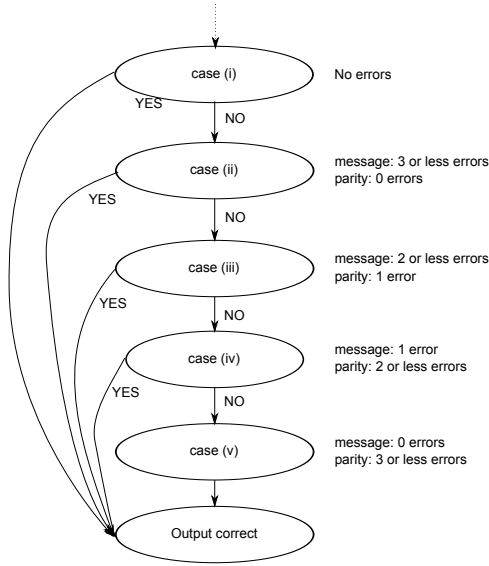 case (i)
No errors
YES
NO
case (ii)
message: 3 or less errors
parity: 0 errors
YES
NO
case (iii)
message: 2 or less errors
parity: 1 error
YES
NO
case (iv)
message: 1 error
parity: 2 or less errors
YES
NO
case (v)
message: 0 errors
parity: 3 or less errors
Output correct